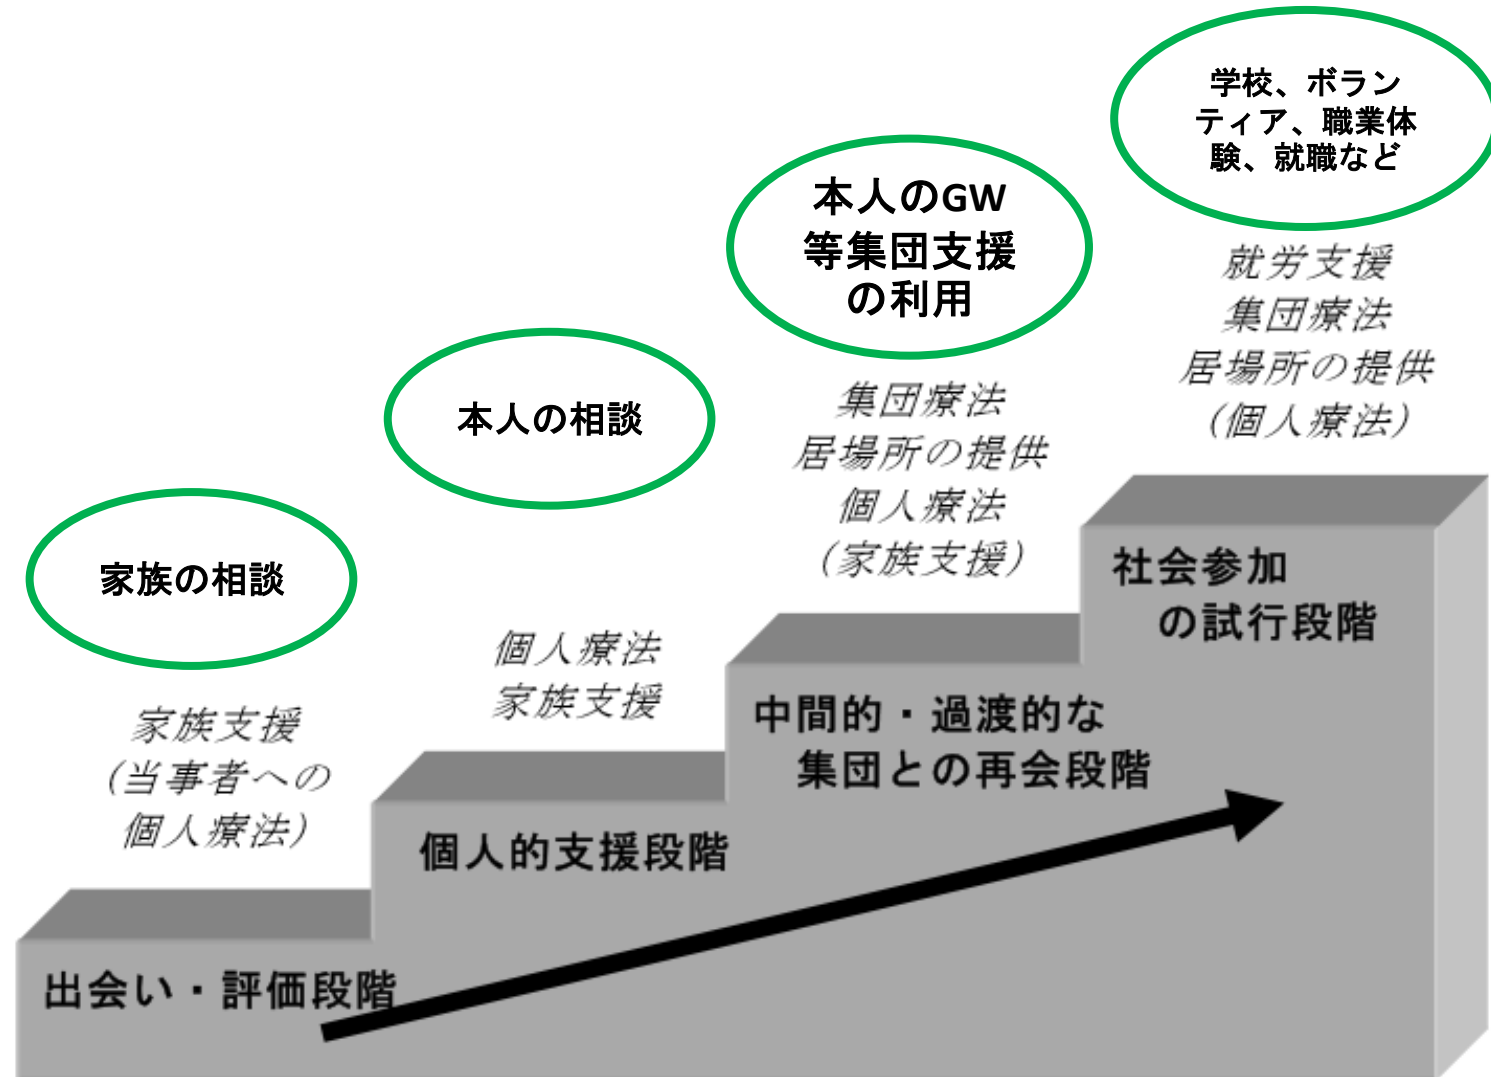 家族の相談
家族支援
(当事者への
個人療法)
出会い・評価段階
本人の相談
個人療法
家族支援
個人的支援段階
本人のGW
等集団支援
の利用
集団療法
居場所の提供
個人療法
(家族支援)
中間的・過渡的な
集団との再会段階
学校、ボラン
ティア、職業体
験、就職など
就労支援
集団療法
居場所の提供
(個人療法)
社会参加
の試行段階